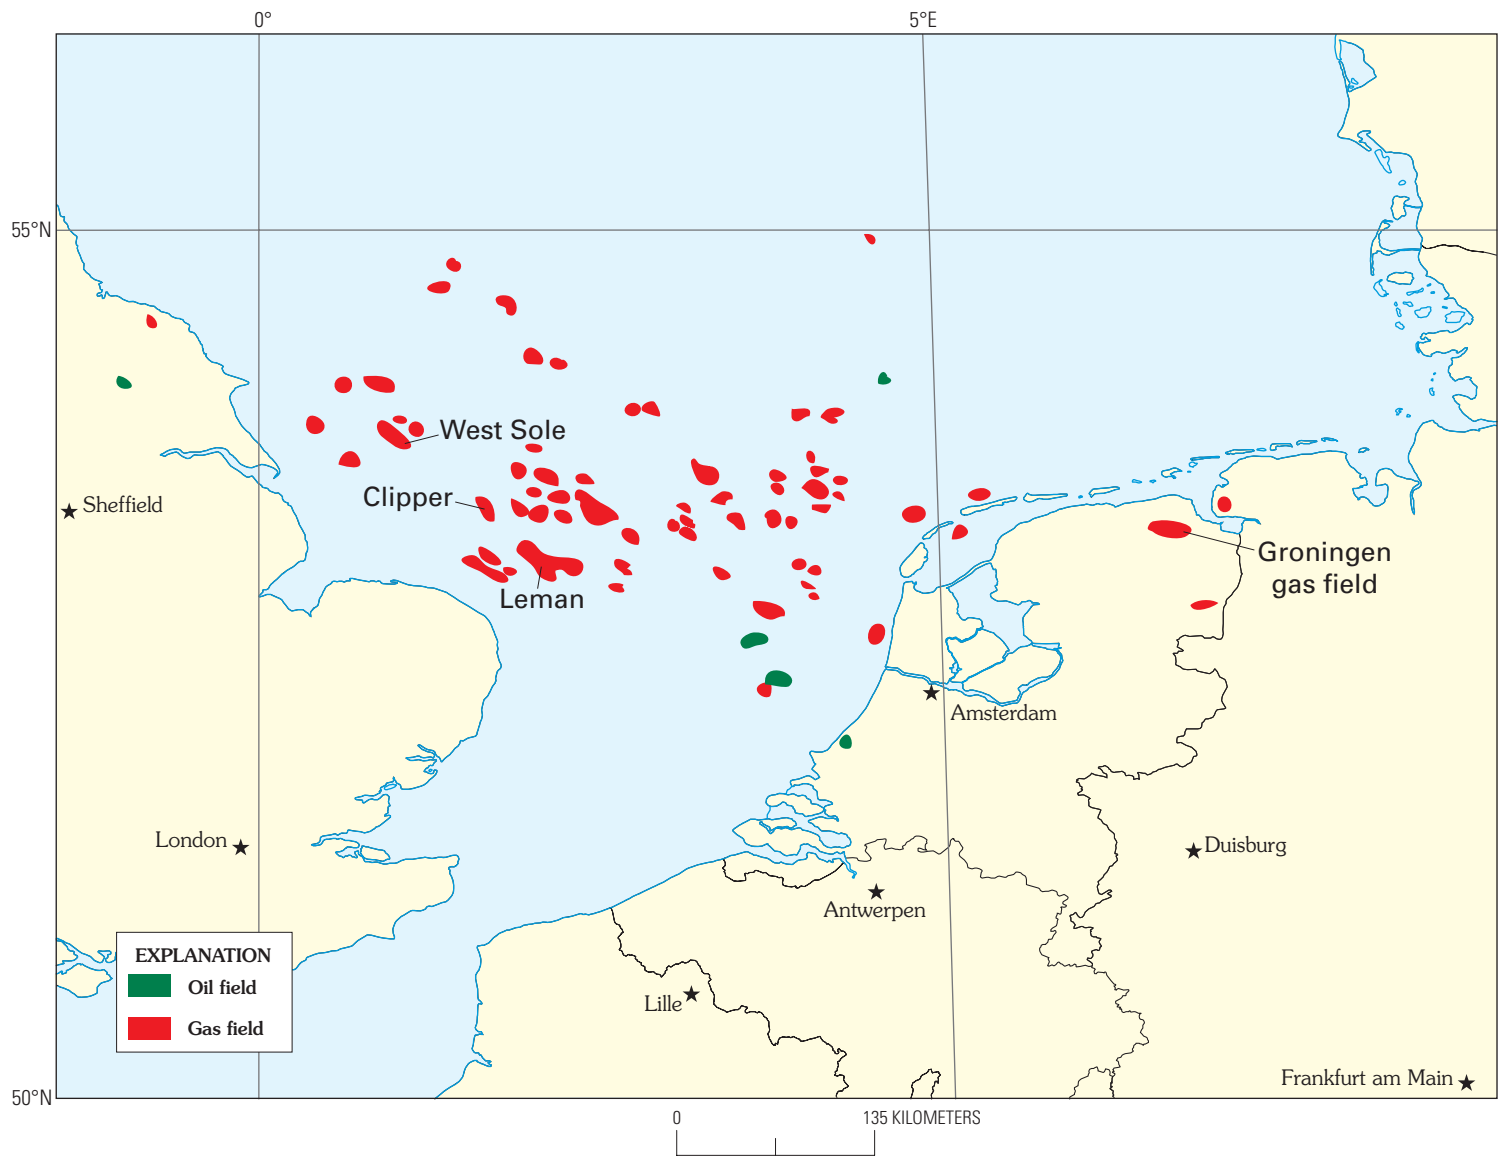 0°
5°E
55°N
West Sole
Clipper
Sheffield
Groningen
gas field
Leman
Amsterdam
London
Duisburg
Antwerpen
EXPLANATION
Oil field
Gas field
Lille
Frankfurt am Main
50°N
0
135 KILOMETERS